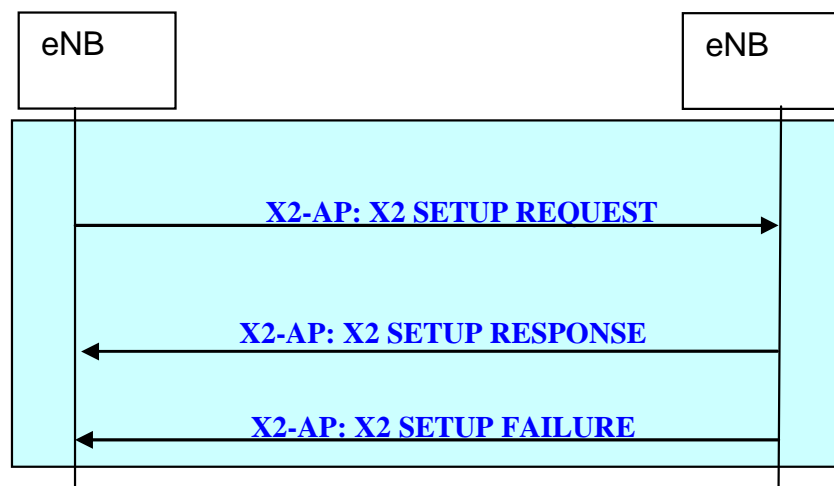 eNB
eNB
X2-AP: X2 SETUP REQUEST
X2-AP: X2 SETUP RESPONSE
X2-AP: X2 SETUP FAILURE